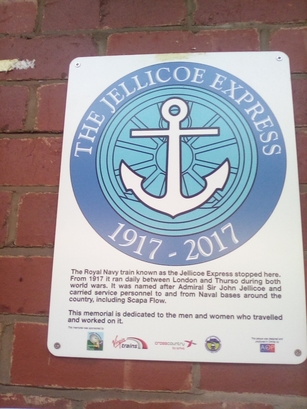 THE JELLICOE EXPRESS
1917 - 2017
The Royal Navy train known as the Jellicoe Express stopped here.
From 1917 it ran daily between London and Thurso during both
world wars. It was named after Admiral Sir John Jellicoe and
carried service personnel to and from Naval bases around the
country, including Scapa Flow.
This memorial is dedicated to the men and women who travelled
and worked on it.
Virgin trains
crosscountry